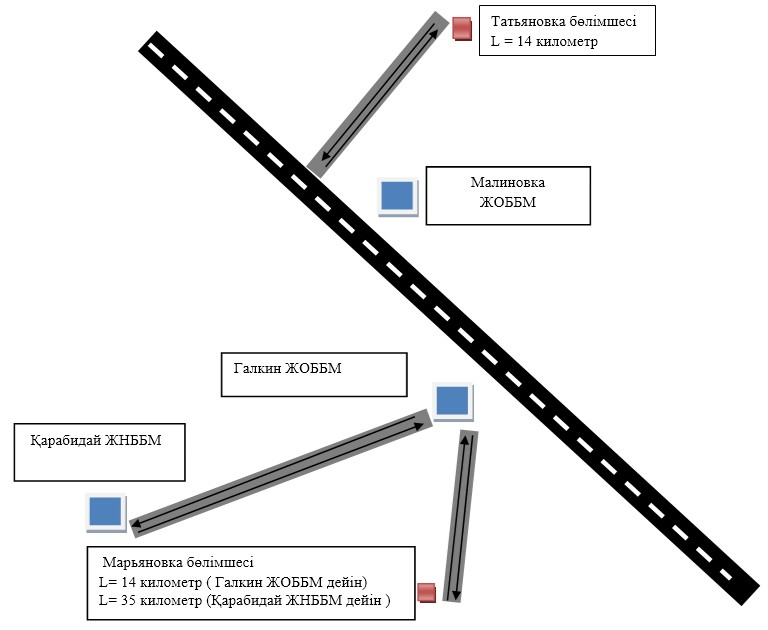 Татьяновка бөлімшесі
L = 14 километр
Малиновка
ЖОББМ
Галкин ЖОББМ
Қарабидай ЖНББМ
Марьяновка бөлімшесі
L= 14 километр ( Галкин ЖОББМ дейін)
L= 35 километр (Қарабидай ЖНББМ дейін )